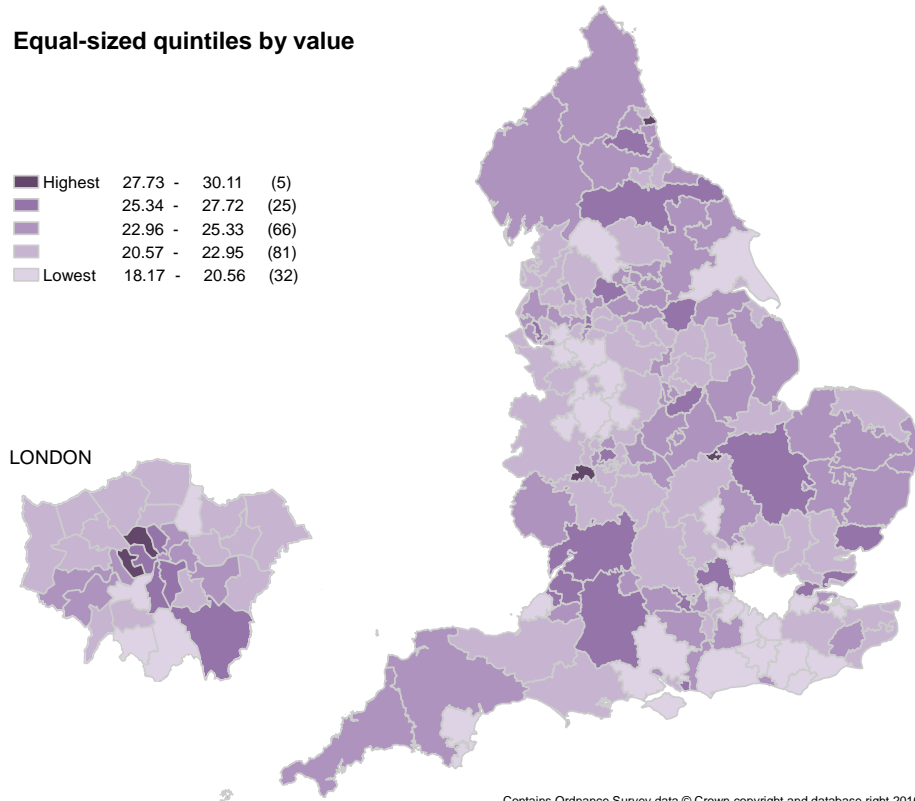 Equal-sized quintiles by value
Highest 27.73 - 30.11 (5)
25.34 - 27.72 (25)
22.96 - 25.33 (66)
20.57 - 22.95 (81)
Lowest 18.17 - 20.56 (32)
LONDON
Contains Ordnance Survey data © Crown copyright and database right